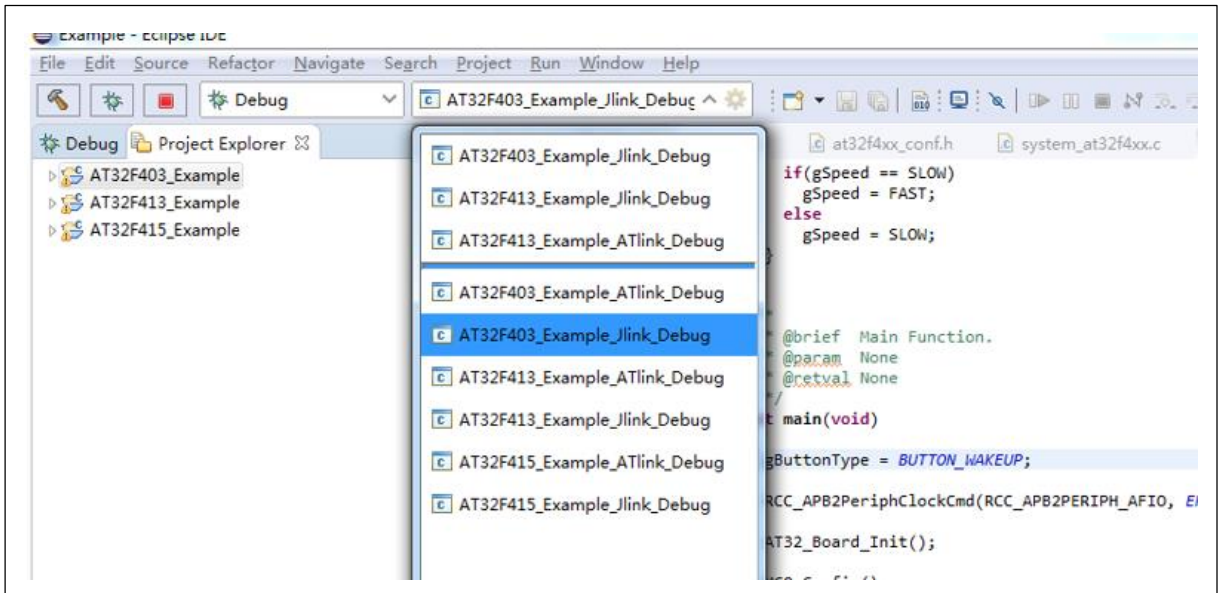 Example - Eclipse IDE
File Edit Source Refactor Navigate Search Project Run Window Help
Debug AT32F403_Example_Jlink_Debug
Debug Project Explorer at32f4xx_conf.h system_at32f4xx.c
AT32F403_Example
AT32F413_Example
AT32F415_Example
AT32F403_Example_Jlink_Debug
AT32F413_Example_Jlink_Debug
AT32F413_Example_ATlink_Debug
AT32F403_Example_ATlink_Debug
AT32F403_Example_Jlink_Debug
AT32F413_Example_ATlink_Debug
AT32F413_Example_Jlink_Debug
AT32F415_Example_ATlink_Debug
AT32F415_Example_Jlink_Debug
if(gSpeed == SLOW)
gSpeed = FAST;
else
gSpeed = SLOW;
}
* @brief Main Function.
* @param None
* @retval None
*/
t main(void)
gButtonType = BUTTON_WAKEUP;
RCC_APB2PeriphClockCmd(RCC_APB2PERIPH_AFIO,
AT32_Board_Init();